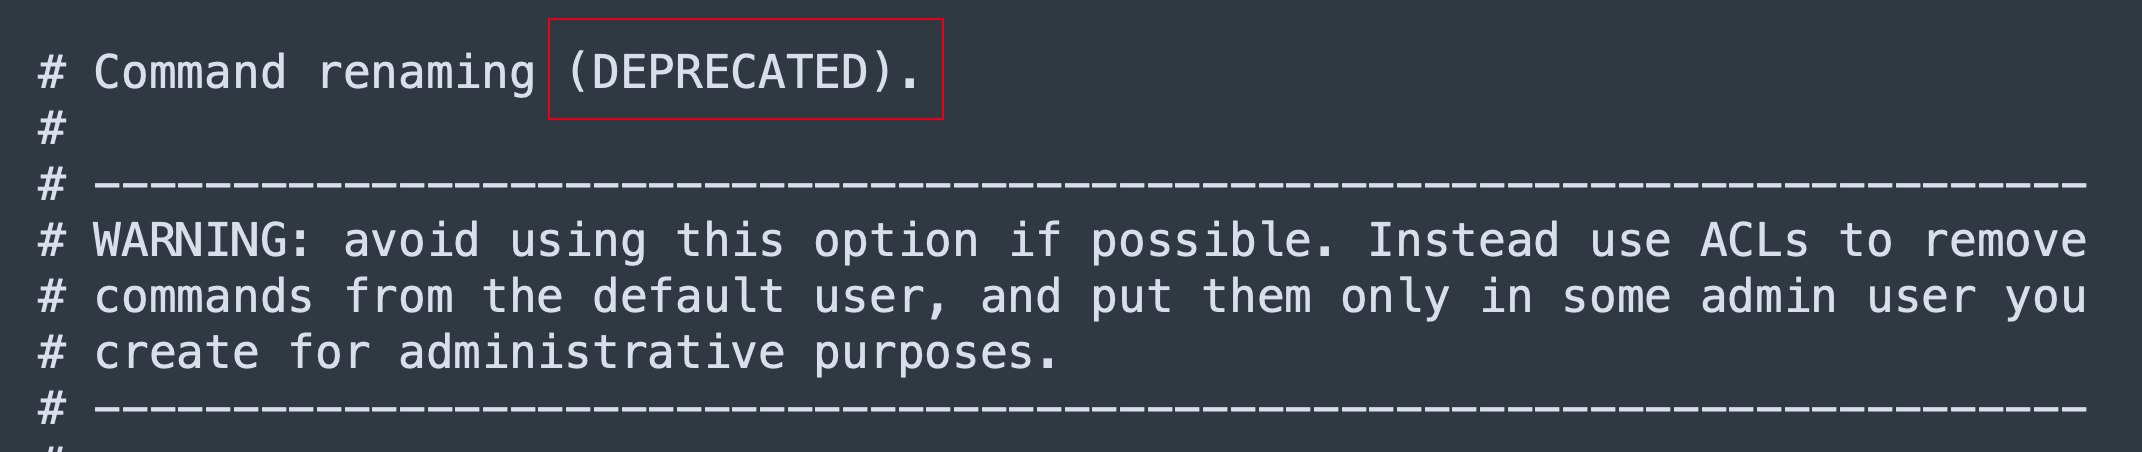 # Command renaming (DEPRECATED).
#
# ------------------------------------------------------------------------
# WARNING: avoid using this option if possible. Instead use ACLs to remove
# commands from the default user, and put them only in some admin user you
# create for administrative purposes.
# ------------------------------------------------------------------------
#